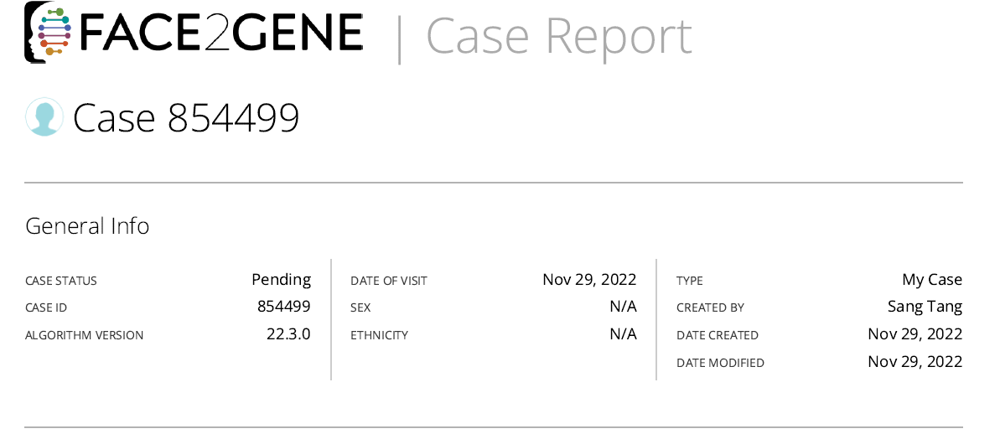 FACE2GENE | Case Report
Case 854499
General Info
CASE STATUS Pending DATE OF VISIT Nov 29, 2022 TYPE My Case
CASE ID 854499 SEX N/A CREATED BY Sang Tang
ALGORITHM VERSION 22.3.0 ETHNICITY N/A DATE CREATED Nov 29, 2022
DATE MODIFIED Nov 29, 2022